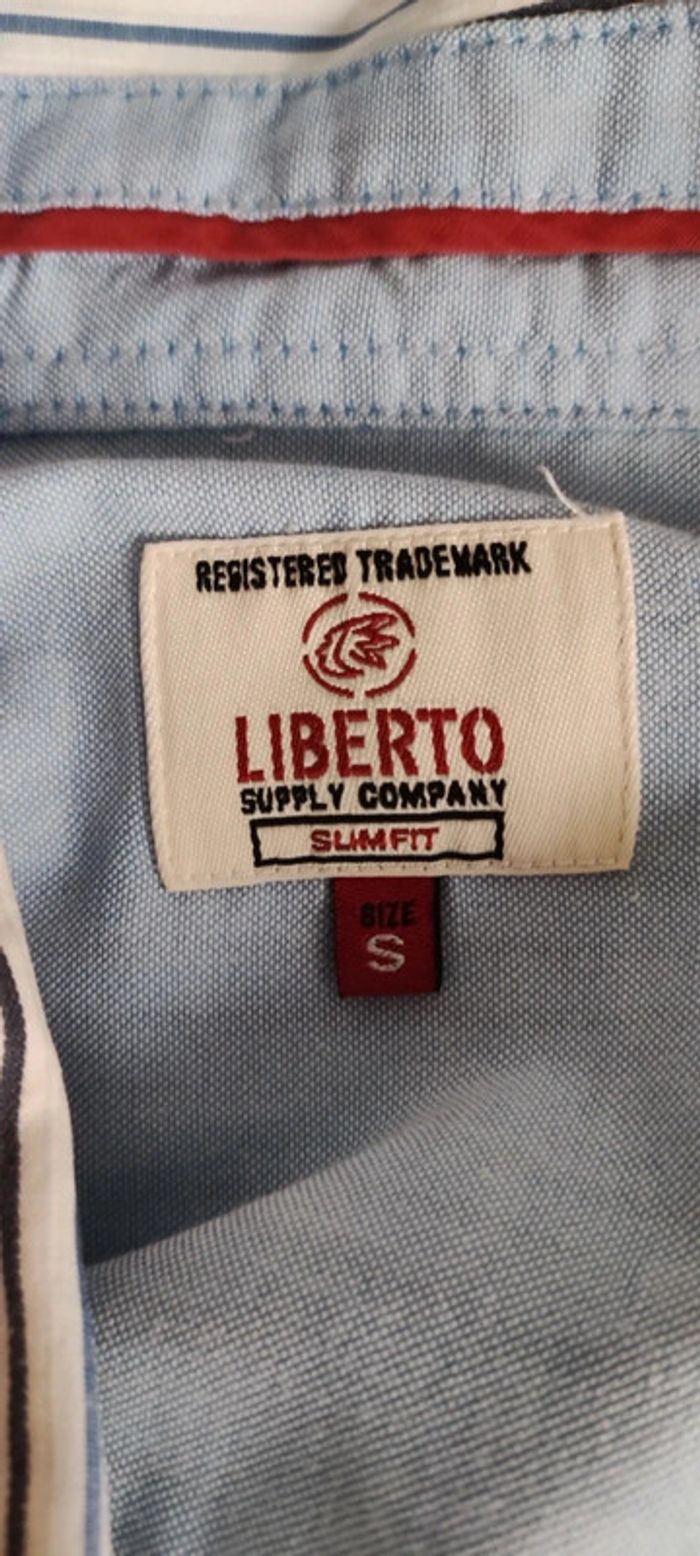 REGISTERED TRADEMARK
LIBERTO
SUPPLY COMPANY
SLIMFIT
SIZE
S